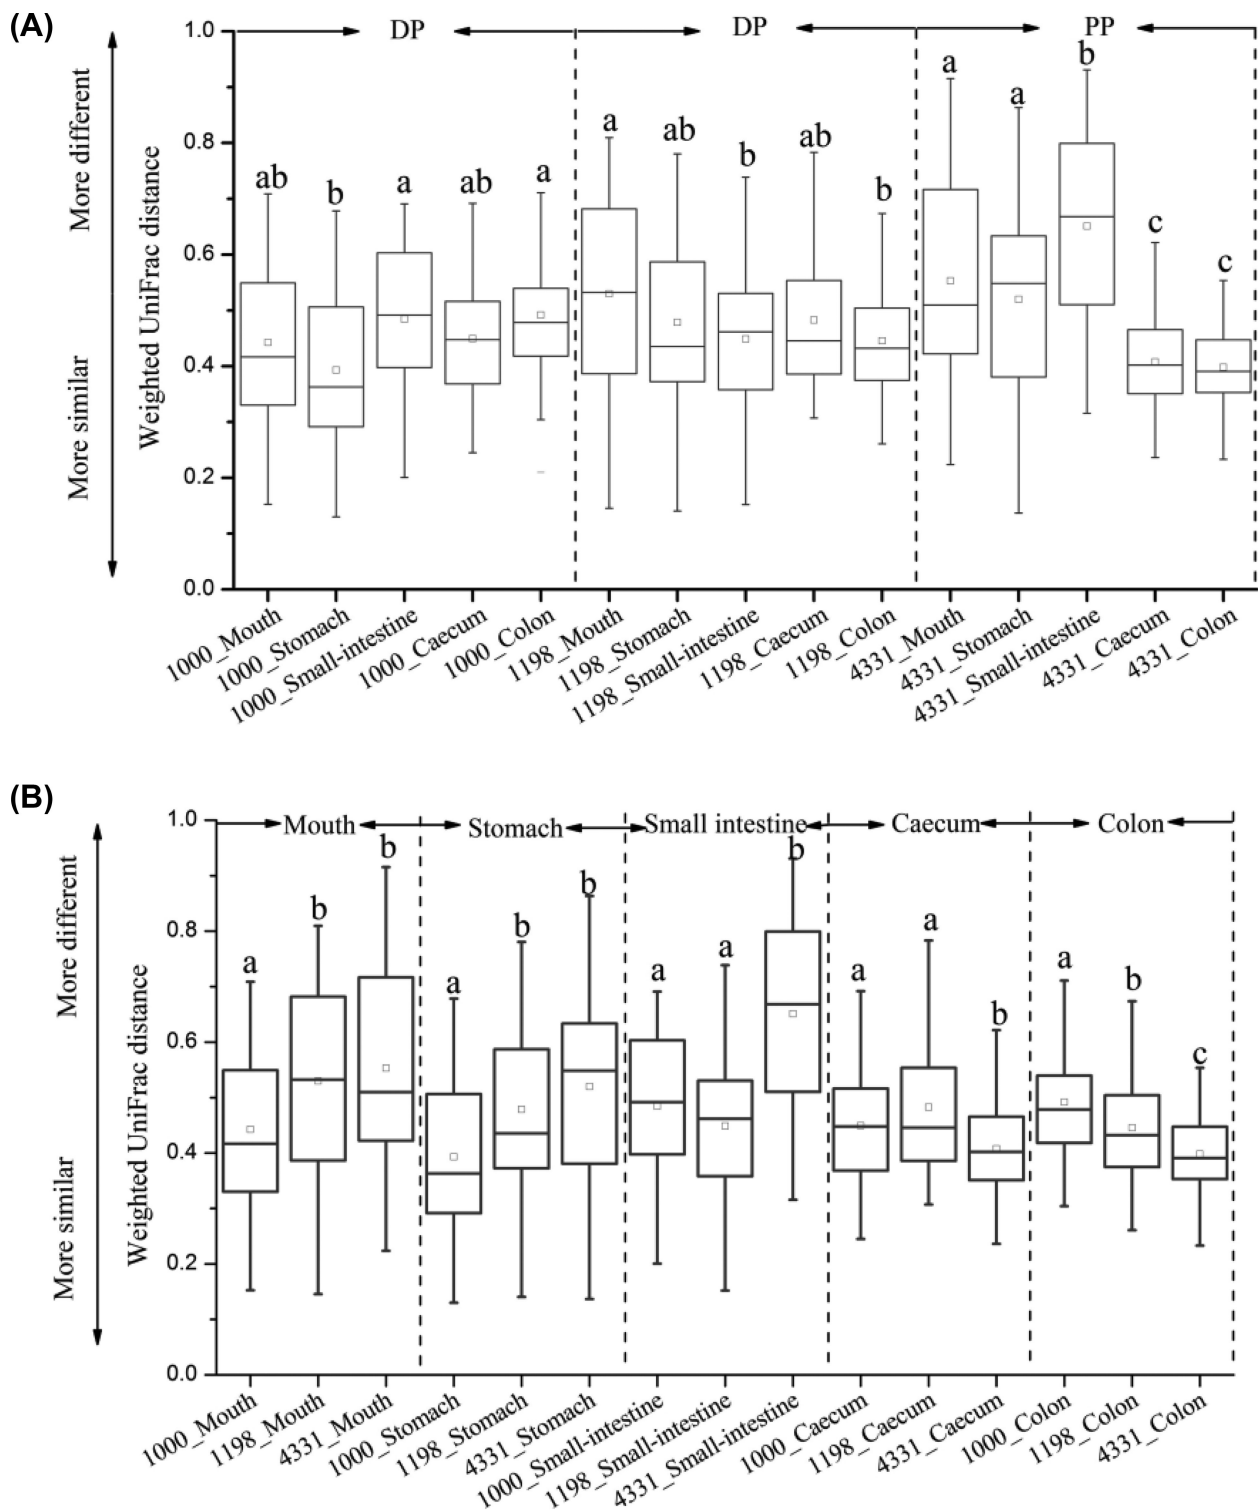 (A)
DP DP PP
More different
More similar
Weighted UniFrac distance
1.0
0.8
0.6
0.4
0.2
0.0
ab b a ab a a ab b ab b a a b c c
1000_Mouth
1000_Stomach
1000_Small-intestine
1000_Caecum
1000_Colon
1198_Mouth
1198_Stomach
1198_Small-intestine
1198_Caecum
1198_Colon
4331_Mouth
4331_Stomach
4331_Small-intestine
4331_Caecum
4331_Colon
(B)
Mouth Stomach Small intestine Caecum Colon
More different
More similar
Weighted UniFrac distance
1.0
0.8
0.6
0.4
0.2
0.0
a b b a b b a a b a a b a b c
1000_Mouth
1198_Mouth
4331_Mouth
1000_Stomach
1198_Stomach
4331_Stomach
1000_Small-intestine
1198_Small-intestine
4331_Small-intestine
1000_Caecum
1198_Caecum
4331_Caecum
1000_Colon
1198_Colon
4331_Colon